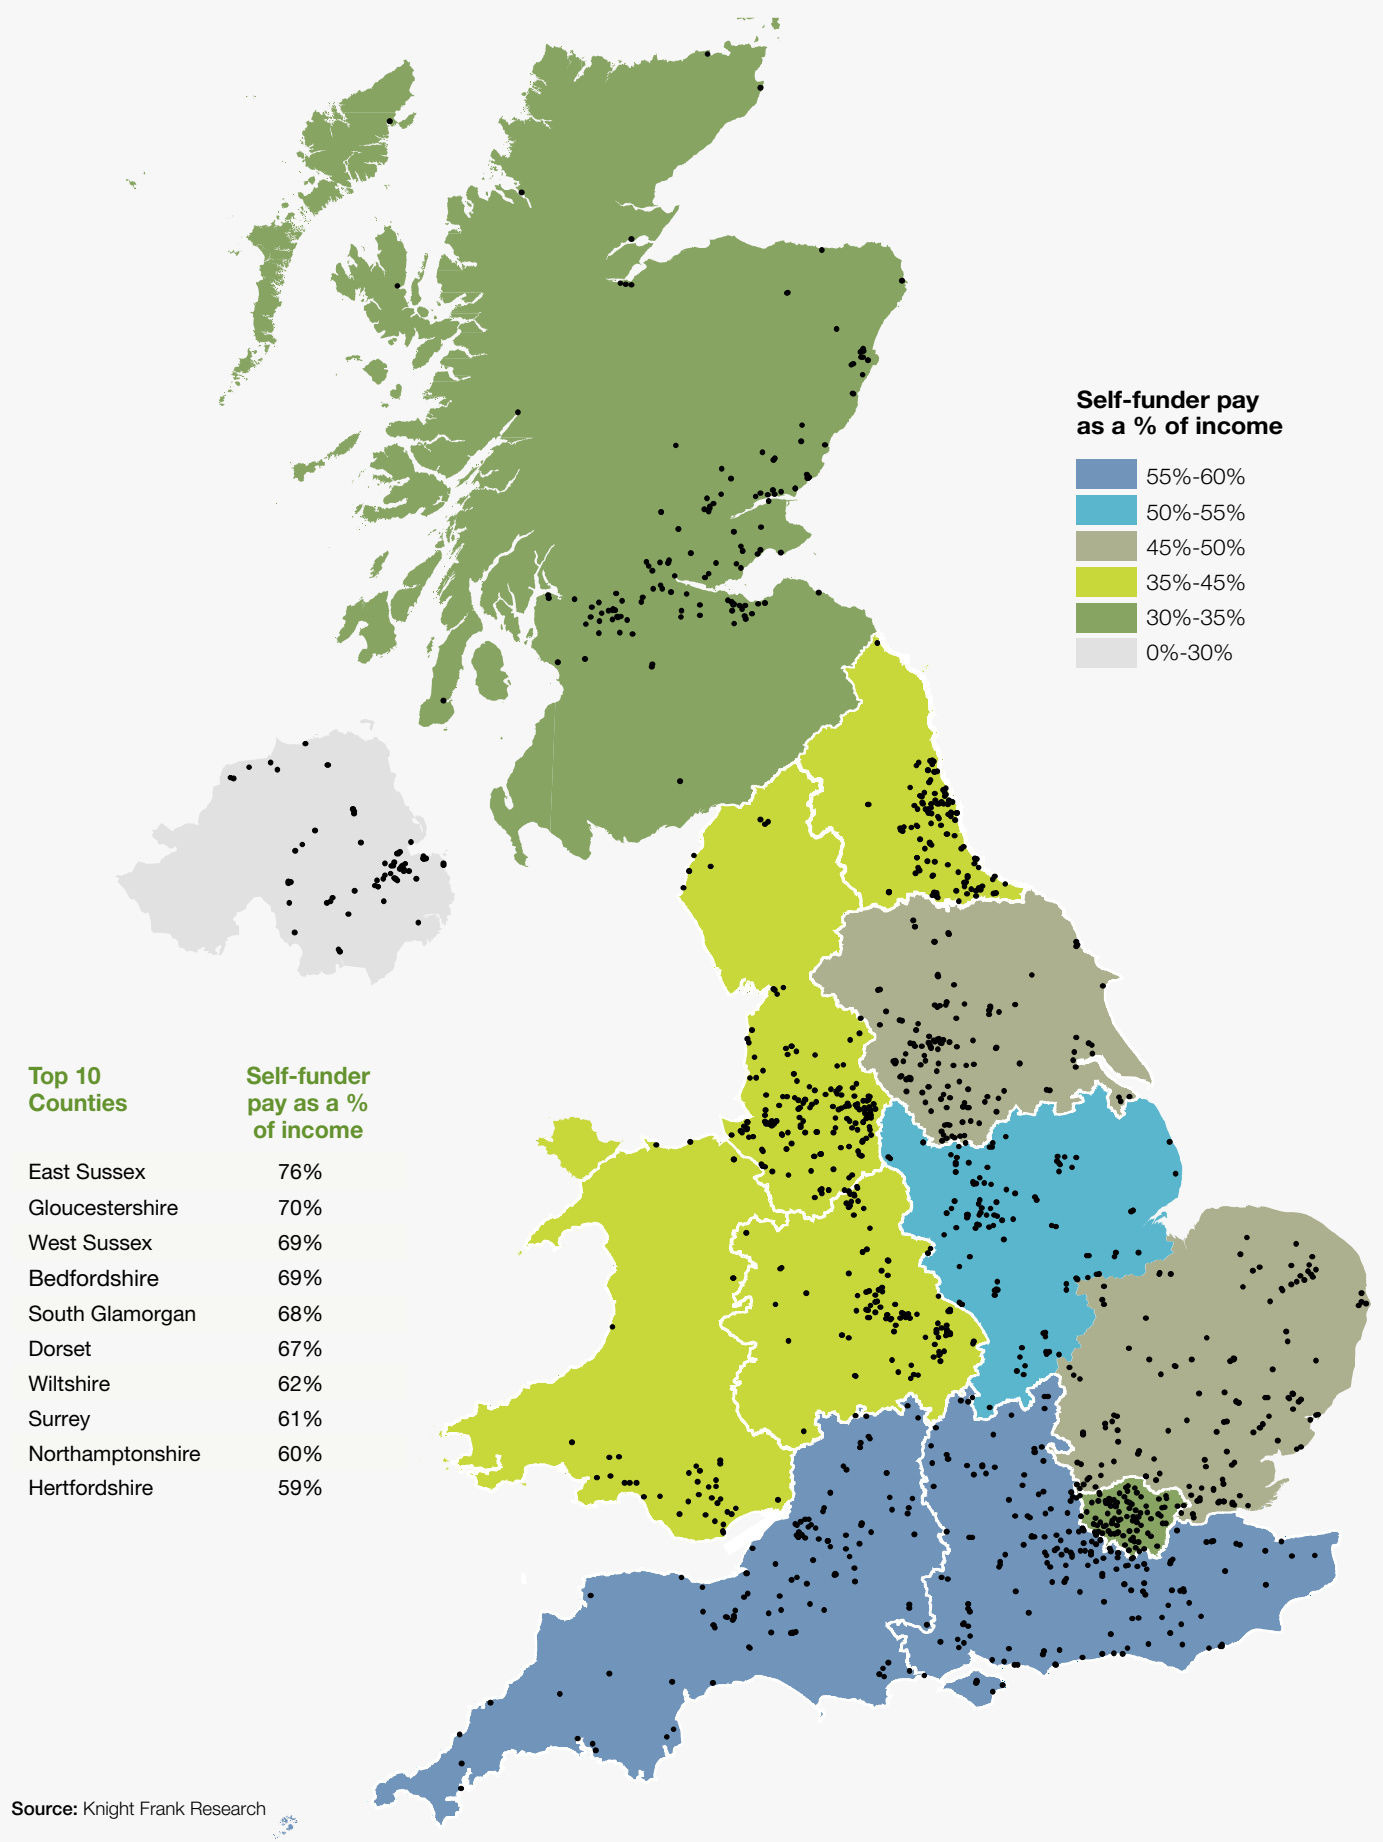 Self-funder pay
as a % of income
55%-60%
50%-55%
45%-50%
35%-45%
30%-35%
0%-30%
Top 10
Counties
Self-funder
pay as a %
of income
East Sussex 76%
Gloucestershire 70%
West Sussex 69%
Bedfordshire 69%
South Glamorgan 68%
Dorset 67%
Wiltshire 62%
Surrey 61%
Northamptonshire 60%
Hertfordshire 59%
Source: Knight Frank Research